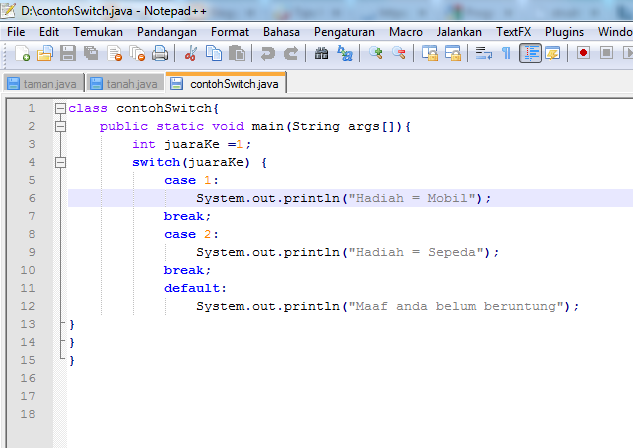 D:\contohSwitch.java - Notepad++
File Edit Temukan Pandangan Format Bahasa Pengaturan Macro Jalankan TextFX Plugins Windo
taman.java tanah.java contohSwitch.java
1 class contohSwitch{
2 public static void main(String args[]){
3 int juaraKe =1;
4 switch(juaraKe) {
5 case 1:
6 System.out.println("Hadiah = Mobil");
7 break;
8 case 2:
9 System.out.println("Hadiah = Sepeda");
10 break;
11 default:
12 System.out.println("Maaf anda belum beruntung");
13 }
14 }
15 }
16
17
18